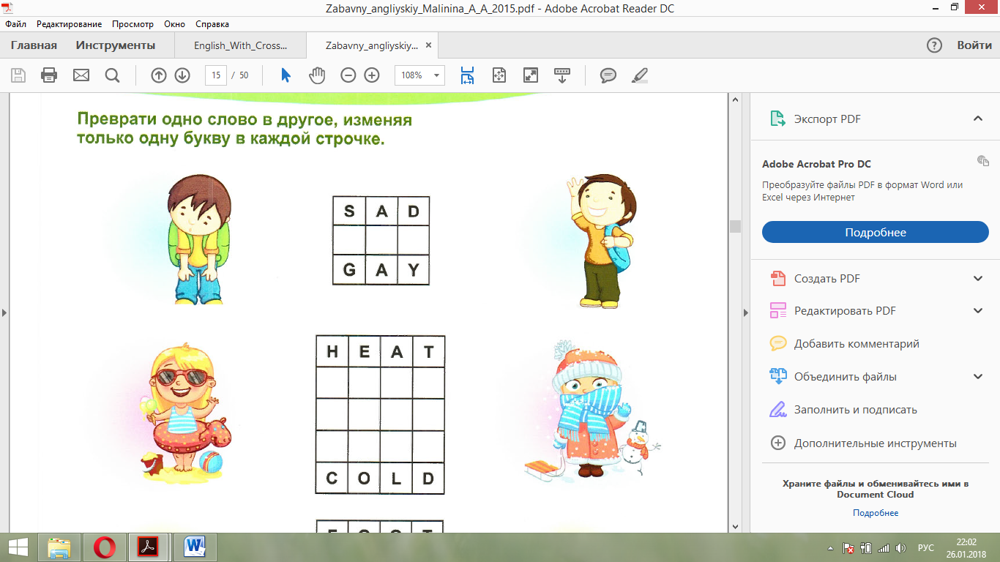 Zabavny_angliyskiy_Malinina_A_A_2015.pdf - Adobe Acrobat Reader DC
Файл Редактирование Просмотр Окно Справка
Главная Инструменты English_With_Cross... Zabavny_angliyskiy... Войти
15 / 50 108%
Преврати одно слово в другое, изменяя
только одну букву в каждой строчке.
S A D
G A Y
H E A T
C O L D
Экспорт PDF
Adobe Acrobat Pro DC
Преобразуйте файлы PDF в формат Word или
Excel через Интернет
Подробнее
Создать PDF
Редактировать PDF
Добавить комментарий
Объединить файлы
Заполнить и подписать
Дополнительные инструменты
Храните файлы и обменивайтесь ими в
Document Cloud
Подробнее
РУС
22:02
26.01.2018